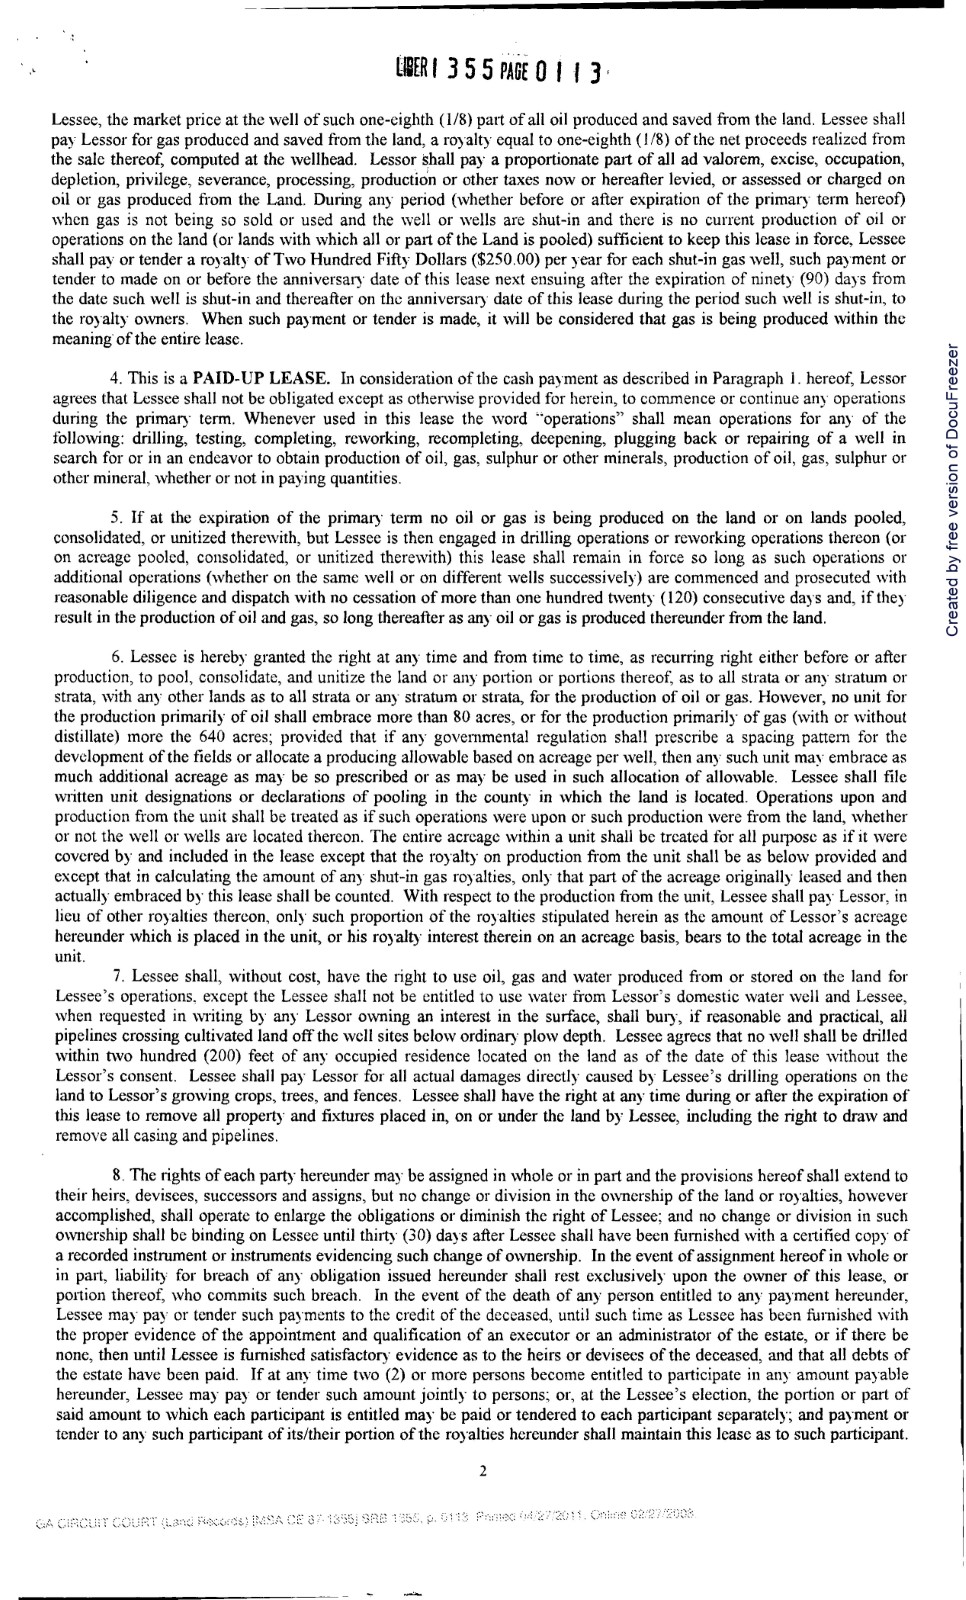 LIBER1355PAGE0113
Lessee, the market price at the well of such one-eighth (1/8) part of all oil produced and saved from the land. Lessee shall
pay Lessor for gas produced and saved from the land, a royalty equal to one-eighth (1/8) of the net proceeds realized from
the sale thereof, computed at the wellhead. Lessor shall pay a proportionate part of all ad valorem, excise, occupation,
depletion, privilege, severance, processing, production or other taxes now or hereafter levied, or assessed or charged on
oil or gas produced from the Land. During any period (whether before or after expiration of the primary term hereof)
when gas is not being so sold or used and the well or wells are shut-in and there is no current production of oil or
operations on the land (or lands with which all or part of the Land is pooled) sufficient to keep this lease in force, Lessee
shall pay or tender a royalty of Two Hundred Fifty Dollars ($250.00) per year for each shut-in gas well, such payment or
tender to made on or before the anniversary date of this lease next ensuing after the expiration of ninety (90) days from
the date such well is shut-in and thereafter on the anniversary date of this lease during the period such well is shut-in, to
the royalty owners. When such payment or tender is made, it will be considered that gas is being produced within the
meaning of the entire lease.
4. This is a PAID-UP LEASE. In consideration of the cash payment as described in Paragraph 1. hereof, Lessor
agrees that Lessee shall not be obligated except as otherwise provided for herein, to commence or continue any operations
during the primary term. Whenever used in this lease the word "operations" shall mean operations for any of the
following: drilling, testing, completing, reworking, recompleting, deepening, plugging back or repairing of a well in
search for or in an endeavor to obtain production of oil, gas, sulphur or other minerals, production of oil, gas, sulphur or
other mineral, whether or not in paying quantities.
5. If at the expiration of the primary term no oil or gas is being produced on the land or on lands pooled,
consolidated, or unitized therewith, but Lessee is then engaged in drilling operations or reworking operations thereon (or
on acreage pooled, consolidated, or unitized therewith) this lease shall remain in force so long as such operations or
additional operations (whether on the same well or on different wells successively) are commenced and prosecuted with
reasonable diligence and dispatch with no cessation of more than one hundred twenty (120) consecutive days and, if they
result in the production of oil and gas, so long thereafter as any oil or gas is produced thereunder from the land.
6. Lessee is hereby granted the right at any time and from time to time, as recurring right either before or after
production, to pool, consolidate, and unitize the land or any portion or portions thereof, as to all strata or any stratum or
strata, with any other lands as to all strata or any stratum or strata, for the production of oil or gas. However, no unit for
the production primarily of oil shall embrace more than 80 acres, or for the production primarily of gas (with or without
distillate) more the 640 acres; provided that if any governmental regulation shall prescribe a spacing pattern for the
development of the fields or allocate a producing allowable based on acreage per well, then any such unit may embrace as
much additional acreage as may be so prescribed or as may be used in such allocation of allowable. Lessee shall file
written unit designations or declarations of pooling in the county in which the land is located. Operations upon and
production from the unit shall be treated as if such operations were upon or such production were from the land, whether
or not the well or wells are located thereon. The entire acreage within a unit shall be treated for all purpose as if it were
covered by and included in the lease except that the royalty on production from the unit shall be as below provided and
except that in calculating the amount of any shut-in gas royalties, only that part of the acreage originally leased and then
actually embraced by this lease shall be counted. With respect to the production from the unit, Lessee shall pay Lessor, in
lieu of other royalties thereon, only such proportion of the royalties stipulated herein as the amount of Lessor's acreage
hereunder which is placed in the unit, or his royalty interest therein on an acreage basis, bears to the total acreage in the
unit.
7. Lessee shall, without cost, have the right to use oil, gas and water produced from or stored on the land for
Lessee's operations, except the Lessee shall not be entitled to use water from Lessor's domestic water well and Lessee,
when requested in writing by any Lessor owning an interest in the surface, shall bury, if reasonable and practical, all
pipelines crossing cultivated land off the well sites below ordinary plow depth. Lessee agrees that no well shall be drilled
within two hundred (200) feet of any occupied residence located on the land as of the date of this lease without the
Lessor's consent. Lessee shall pay Lessor for all actual damages directly caused by Lessee's drilling operations on the
land to Lessor's growing crops, trees, and fences. Lessee shall have the right at any time during or after the expiration of
this lease to remove all property and fixtures placed in, on or under the land by Lessee, including the right to draw and
remove all casing and pipelines.
8. The rights of each party hereunder may be assigned in whole or in part and the provisions hereof shall extend to
their heirs, devisees, successors and assigns, but no change or division in the ownership of the land or royalties, however
accomplished, shall operate to enlarge the obligations or diminish the right of Lessee; and no change or division in such
ownership shall be binding on Lessee until thirty (30) days after Lessee shall have been furnished with a certified copy of
a recorded instrument or instruments evidencing such change of ownership. In the event of assignment hereof in whole or
in part, liability for breach of any obligation issued hereunder shall rest exclusively upon the owner of this lease, or
portion thereof, who commits such breach. In the event of the death of any person entitled to any payment hereunder,
Lessee may pay or tender such payments to the credit of the deceased, until such time as Lessee has been furnished with
the proper evidence of the appointment and qualification of an executor or an administrator of the estate, or if there be
none, then until Lessee is furnished satisfactory evidence as to the heirs or devisees of the deceased, and that all debts of
the estate have been paid. If at any time two (2) or more persons become entitled to participate in any amount payable
hereunder, Lessee may pay or tender such amount jointly to persons; or, at the Lessee's election, the portion or part of
said amount to which each participant is entitled may be paid or tendered to each participant separately; and payment or
tender to any such participant of its/their portion of the royalties hereunder shall maintain this lease as to such participant.
2
GA CIRCUIT COURT (Land Records) [MSA CE 87-1355] SRB 1355, p. 0113. Printed 04/27/2011. Online 02/27/2008.
Created by free version of DocuFreezer